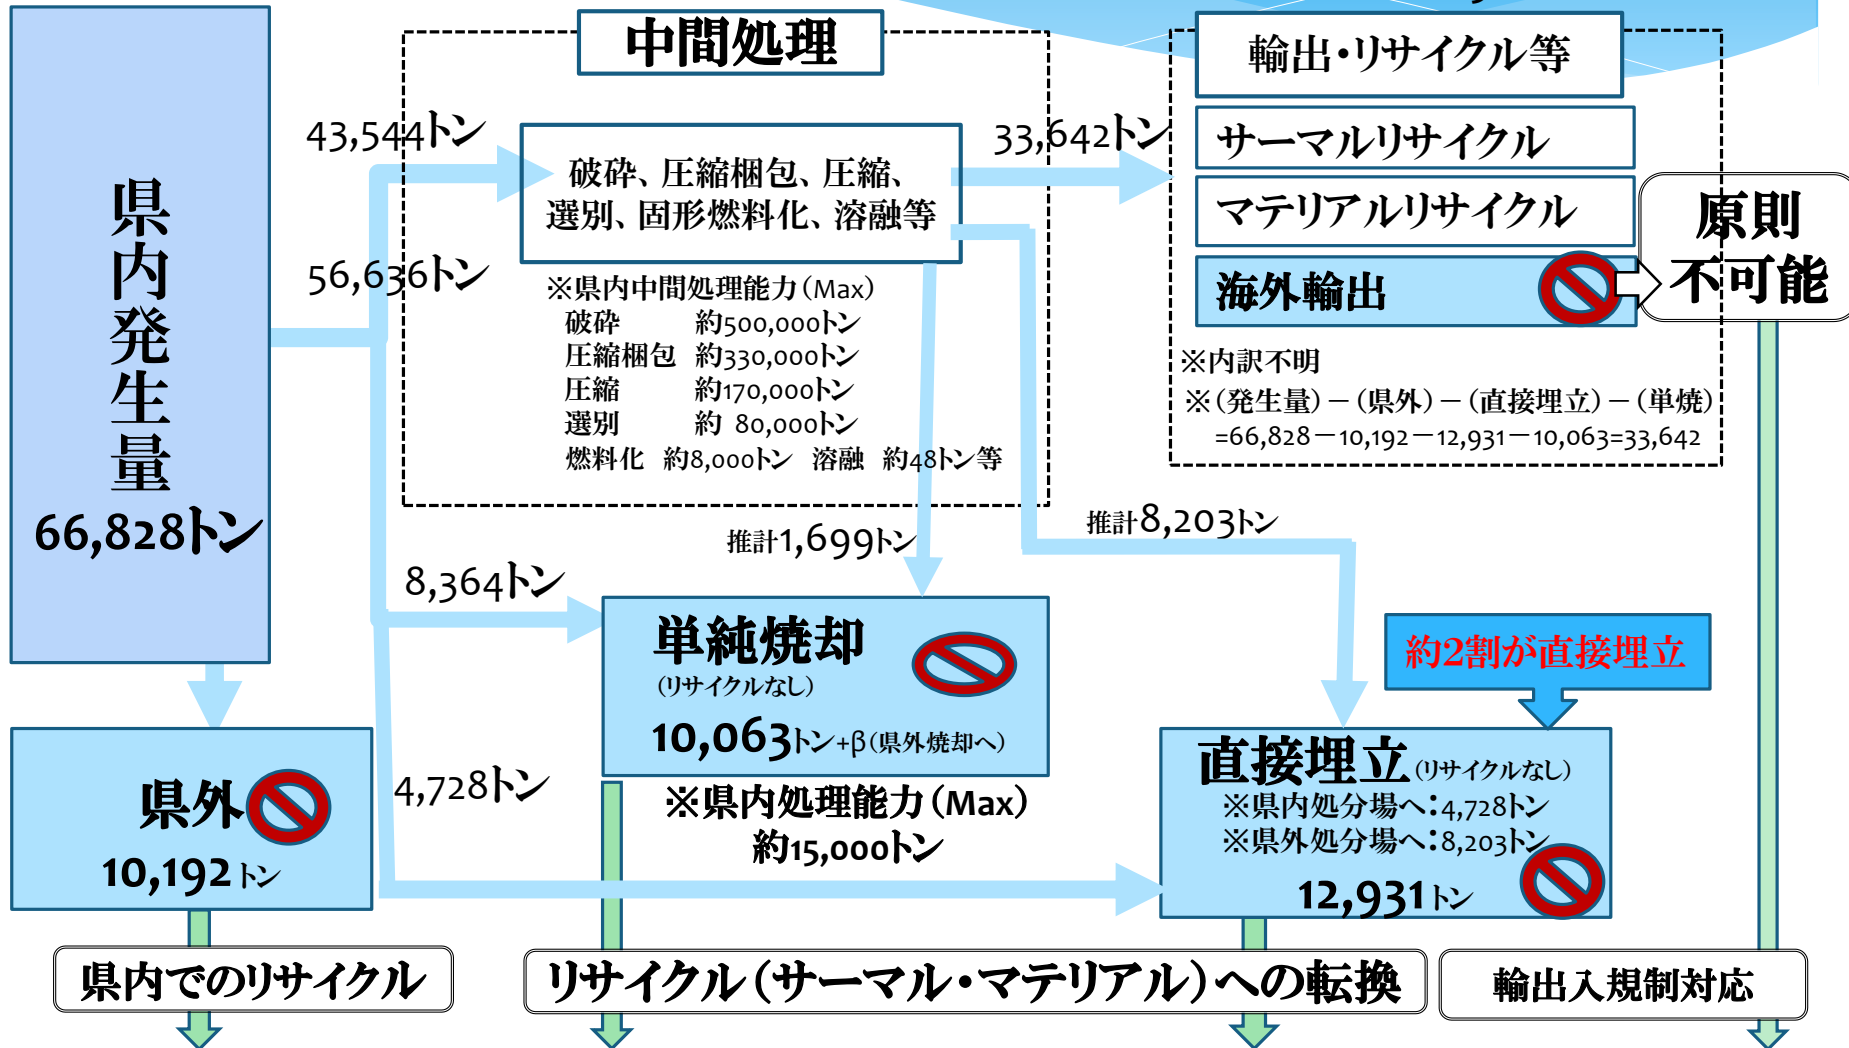 県内発生量
66,828トン
43,544トン
56,636トン
中間処理
破砕、圧縮梱包、圧縮、
選別、固形燃料化、溶融等
※県内中間処理能力(Max)
破砕 約500,000トン
圧縮梱包 約330,000トン
圧縮 約170,000トン
選別 約 80,000トン
燃料化 約8,000トン 溶融 約48トン等
33,642トン
輸出・リサイクル等
サーマルリサイクル
マテリアルリサイクル
海外輸出
原則
不可能
※内訳不明
※(発生量)-(県外)-(直接埋立)-(単焼)
=66,828-10,192-12,931-10,063=33,642
推計1,699トン
推計8,203トン
8,364トン
単純焼却
(リサイクルなし)
10,063トン+β(県外焼却へ)
※県内処理能力(Max)
約15,000トン
約2割が直接埋立
直接埋立(リサイクルなし)
※県内処分場へ:4,728トン
※県外処分場へ:8,203トン
12,931トン
県外
10,192トン
4,728トン
県内でのリサイクル
リサイクル(サーマル・マテリアル)への転換
輸出入規制対応